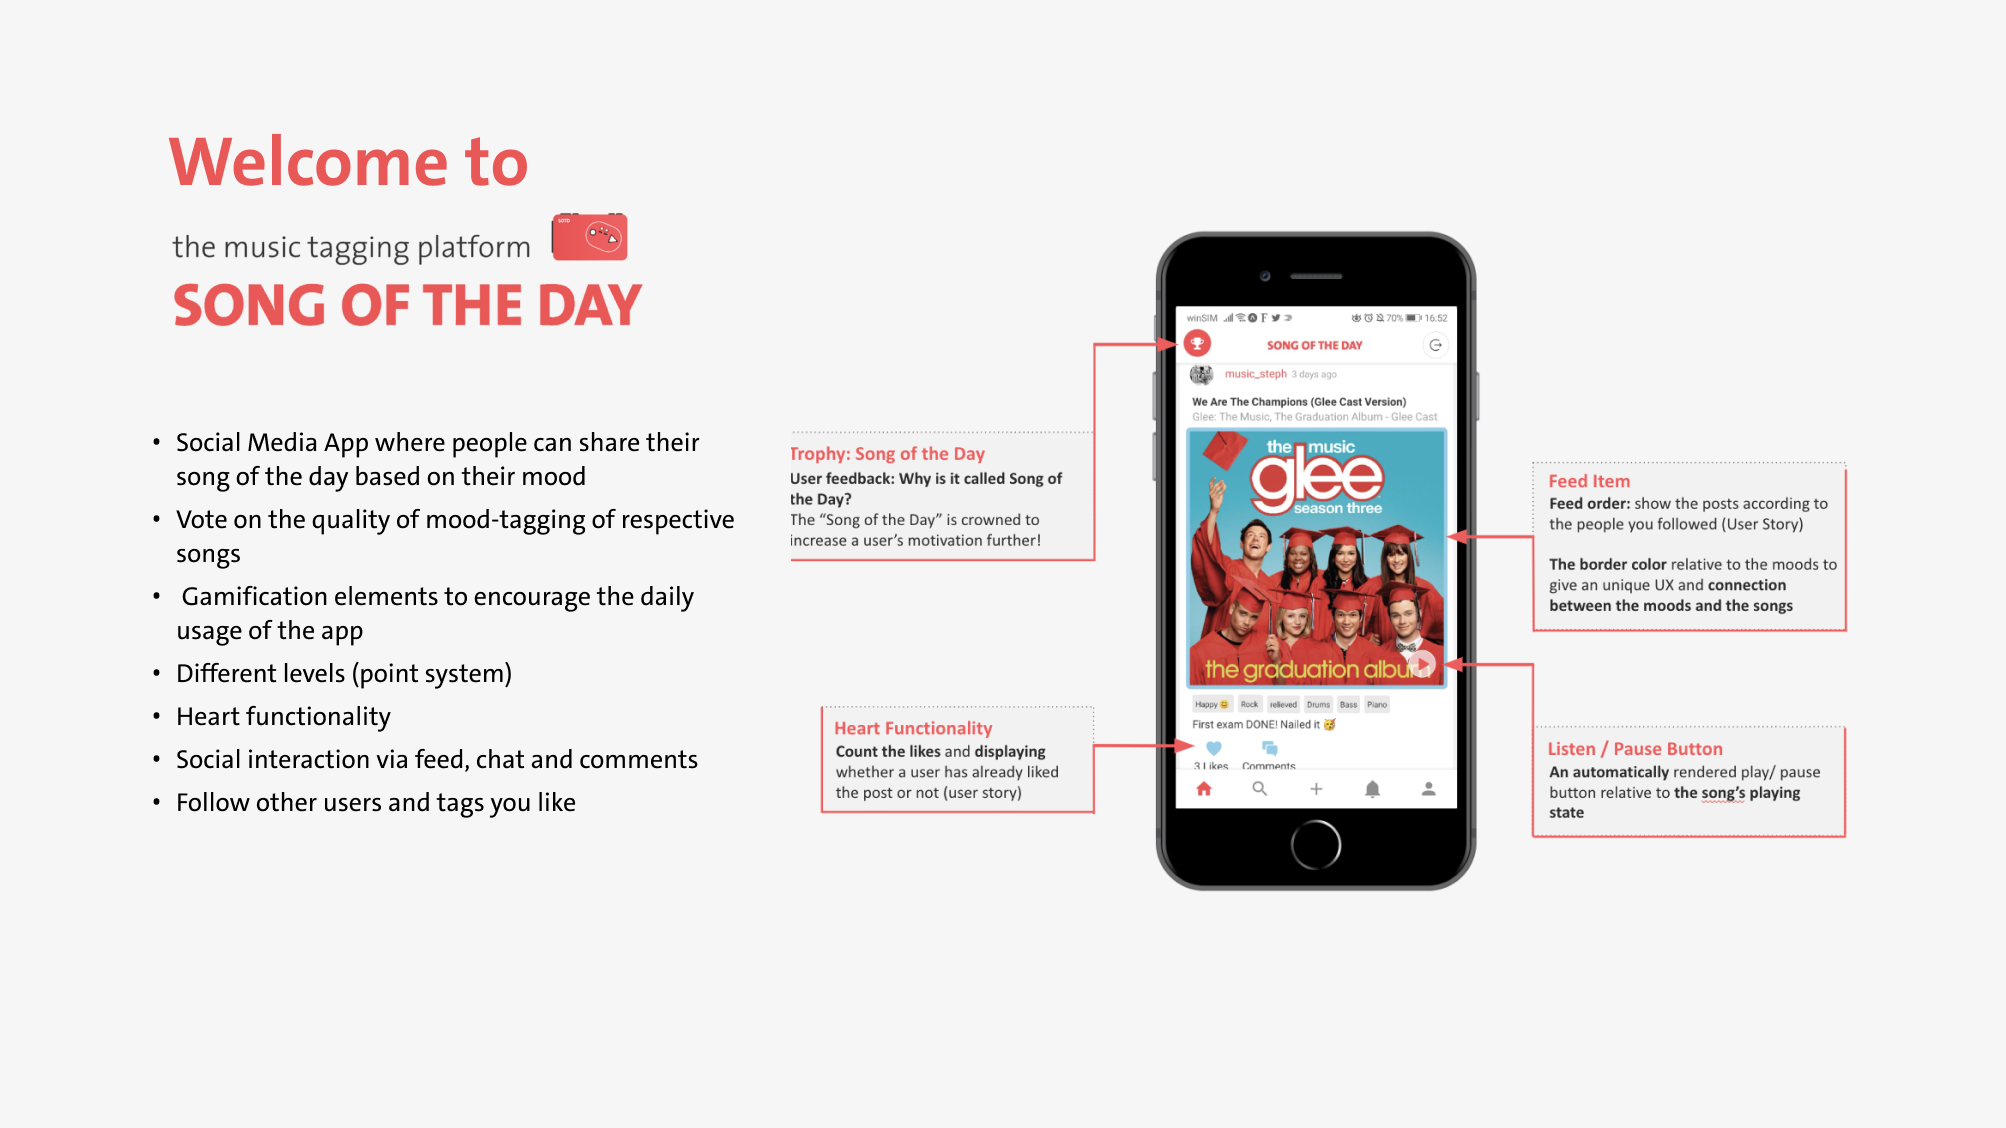 Welcome to
the music tagging platform
SOTD
SONG OF THE DAY
• Social Media App where people can share their
song of the day based on their mood
• Vote on the quality of mood-tagging of respective
songs
• Gamification elements to encourage the daily
usage of the app
• Different levels (point system)
• Heart functionality
• Social interaction via feed, chat and comments
• Follow other users and tags you like
Trophy: Song of the Day
User feedback: Why is it called Song of
the Day?
The “Song of the Day” is crowned to
increase a user’s motivation further!
Heart Functionality
Count the likes and displaying
whether a user has already liked
the post or not (user story)
winSIM 70% 16:52
SONG OF THE DAY
music_steph 3 days ago
We Are The Champions (Glee Cast Version)
Glee: The Music, The Graduation Album - Glee Cast
the music
glee
season three
the graduation album
Happy 😊 Rock relieved Drums Bass Piano
First exam DONE! Nailed it 🥳
3 Likes Comments
Feed Item
Feed order: show the posts according to
the people you followed (User Story)
The border color relative to the moods to
give an unique UX and connection
between the moods and the songs
Listen / Pause Button
An automatically rendered play/ pause
button relative to the song’s playing
state